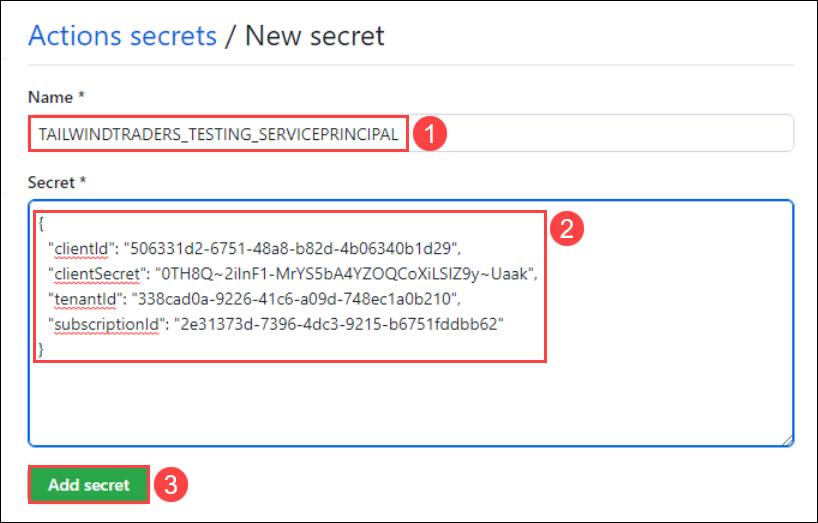 Actions secrets / New secret
Name *
TAILWINDTRADERS_TESTING_SERVICEPRINCIPAL
1
Secret *
2
{
"clientId": "506331d2-6751-48a8-b82d-4b06340b1d29",
"clientSecret": "0TH8Q~2iInF1-MrYS5bA4YZOQCoXiLSIZ9y~Uaak",
"tenantId": "338cad0a-9226-41c6-a09d-748ec1a0b210",
"subscriptionId": "2e31373d-7396-4dc3-9215-b6751fddbb62"
}
Add secret
3